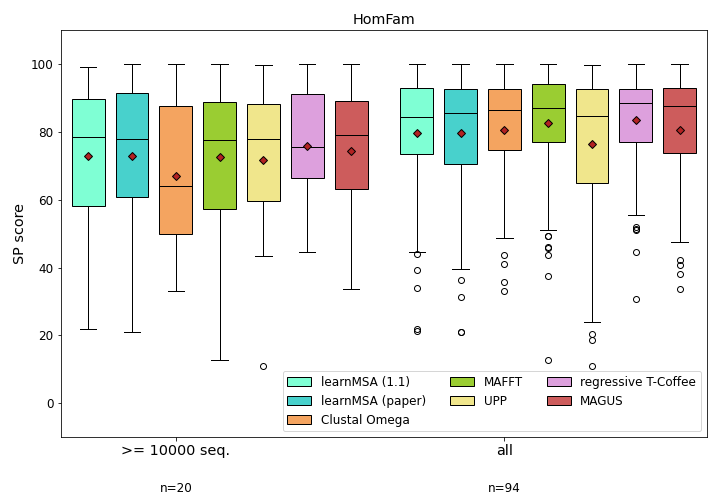 HomFam
SP score
100
80
60
40
20
0
learnMSA (1.1)
learnMSA (paper)
Clustal Omega
MAFFT
UPP
regressive T-Coffee
MAGUS
>= 10000 seq.
all
n=20
n=94